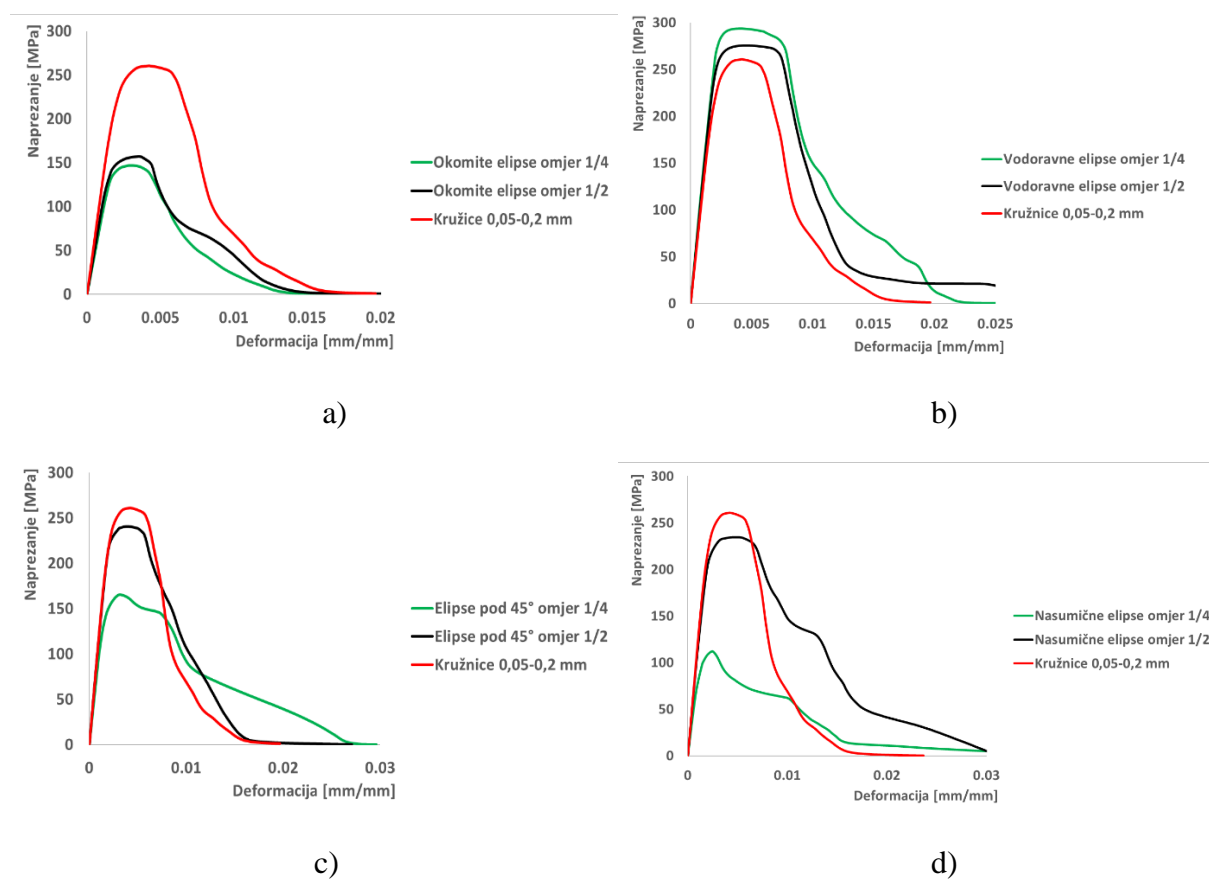 Naprezanje [MPa]
300
250
200
150
100
50
0
0 0.005 0.01 0.015 0.02
Deformacija [mm/mm]
Okomite elipse omjer 1/4
Okomite elipse omjer 1/2
Kružice 0,05-0,2 mm
a)
Naprezanje [MPa]
300
250
200
150
100
50
0
0 0.005 0.01 0.015 0.02 0.025
Deformacija [mm/mm]
Vodoravne elipse omjer 1/4
Vodoravne elipse omjer 1/2
Kružnice 0,05-0,2 mm
b)
Naprezanje [MPa]
300
250
200
150
100
50
0
0 0.01 0.02 0.03
Deformacija [mm/mm]
Elipse pod 45° omjer 1/4
Elipse pod 45° omjer 1/2
Kružnice 0,05-0,2 mm
c)
Naprezanje [MPa]
300
250
200
150
100
50
0
0 0.01 0.02 0.03
Deformacija [mm/mm]
Nasumične elipse omjer 1/4
Nasumične elipse omjer 1/2
Kružnice 0,05-0,2 mm
d)